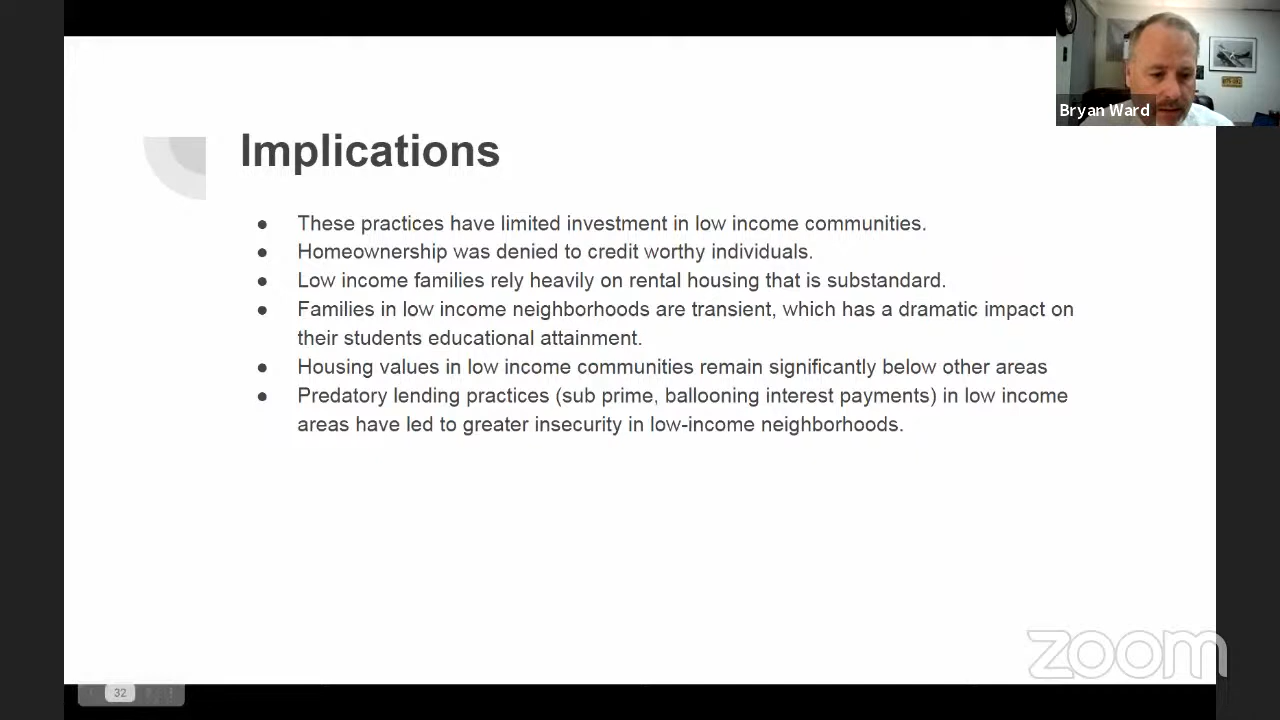 Bryan Ward
Implications
● These practices have limited investment in low income communities.
● Homeownership was denied to credit worthy individuals.
● Low income families rely heavily on rental housing that is substandard.
● Families in low income neighborhoods are transient, which has a dramatic impact on
their students educational attainment.
● Housing values in low income communities remain significantly below other areas
● Predatory lending practices (sub prime, ballooning interest payments) in low income
areas have led to greater insecurity in low-income neighborhoods.
zoom
32